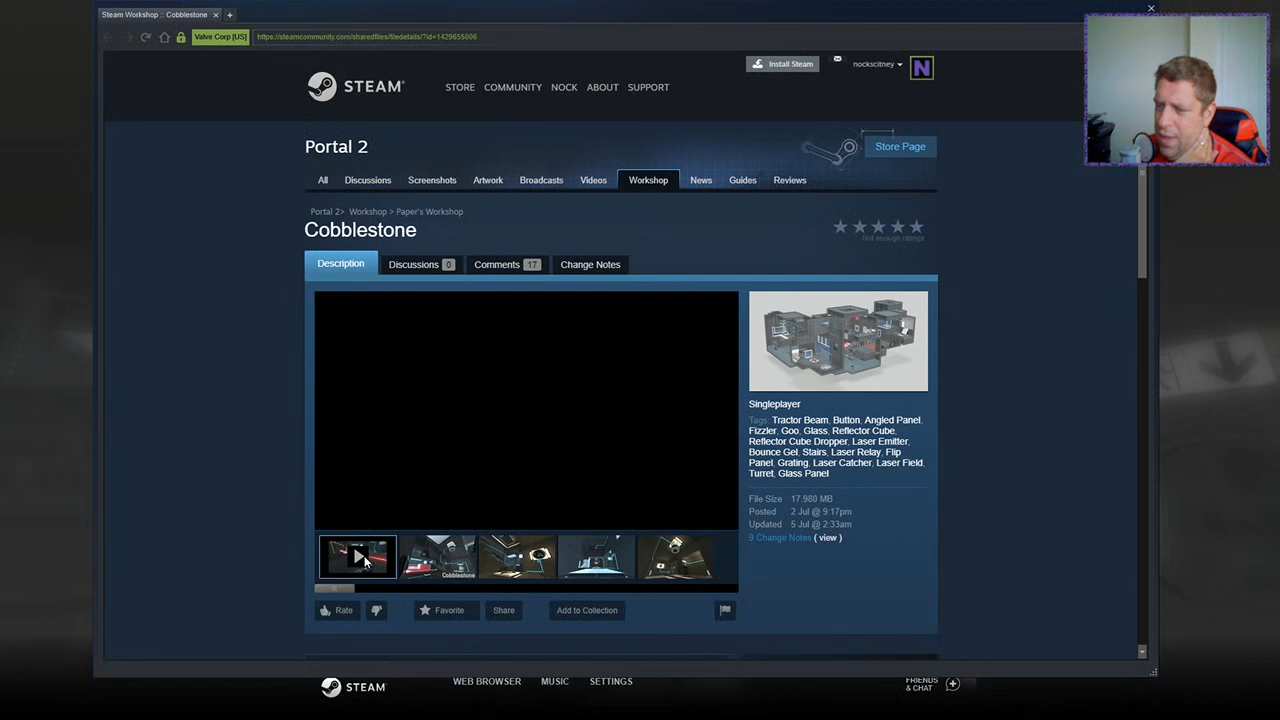 Steam Workshop :: Cobblestone
Valve Corp [US]
https://steamcommunity.com/sharedfiles/filedetails/?id=1429655006
Install Steam
nockscitney
N
STEAM®
STORE COMMUNITY NOCK ABOUT SUPPORT
Portal 2
Store Page
All Discussions Screenshots Artwork Broadcasts Videos Workshop News Guides Reviews
Portal 2> Workshop > Paper's Workshop
Cobblestone
Not enough ratings
Description Discussions 0 Comments 17 Change Notes
Singleplayer
Tags: Tractor Beam, Button, Angled Panel,
Fizzler, Goo, Glass, Reflector Cube,
Reflector Cube Dropper, Laser Emitter,
Bounce Gel, Stairs, Laser Relay, Flip
Panel, Grating, Laser Catcher, Laser Field,
Turret, Glass Panel
File Size 17.980 MB
Posted 2 Jul @ 9:17pm
Updated 5 Jul @ 2:33am
9 Change Notes ( view )
Cobblestone
Rate Favorite Share Add to Collection
STEAM
WEB BROWSER MUSIC SETTINGS
FRIENDS
& CHAT